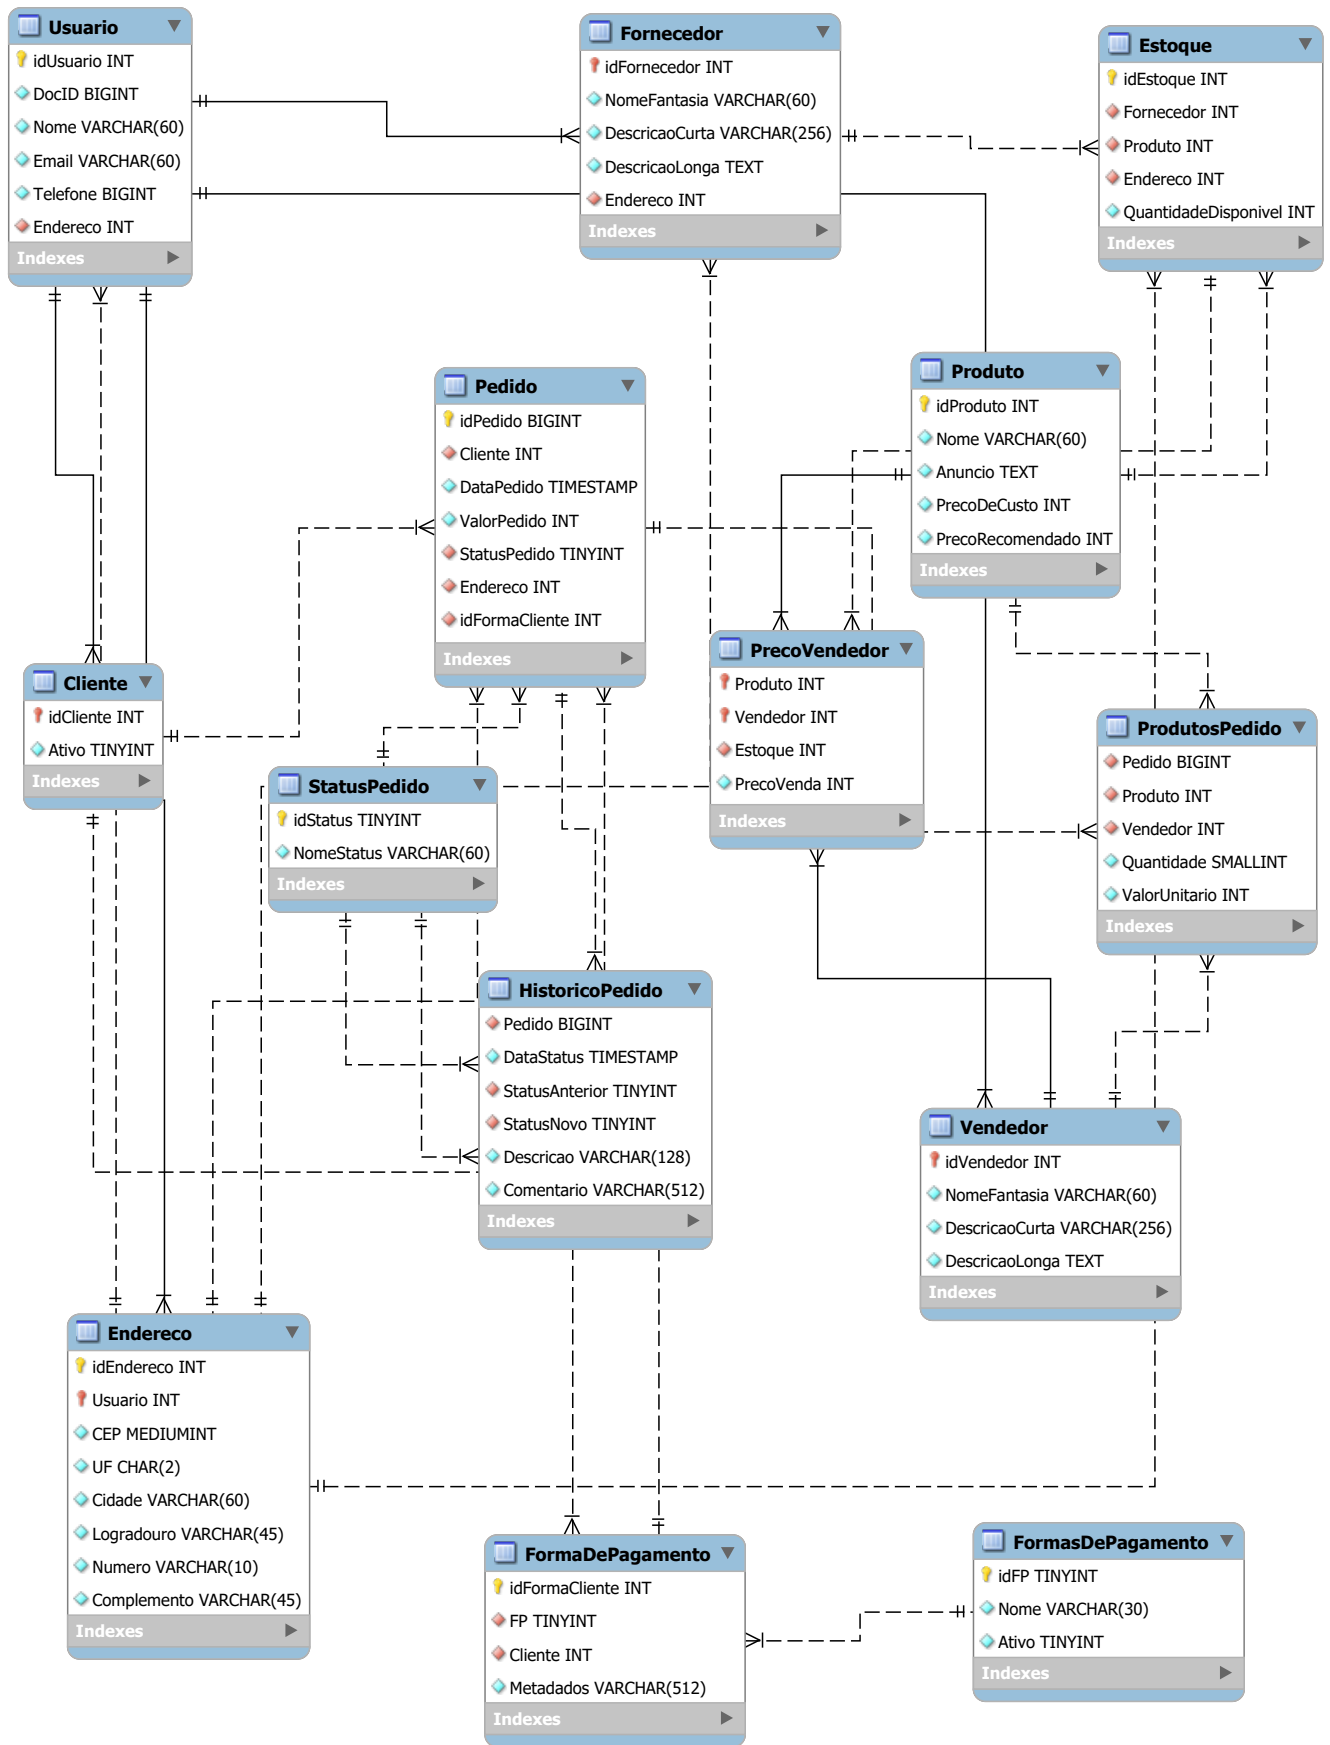 Usuario
idUsuario INT
DocID BIGINT
Nome VARCHAR(60)
Email VARCHAR(60)
Telefone BIGINT
Endereco INT
Indexes
Fornecedor
idFornecedor INT
NomeFantasia VARCHAR(60)
DescricaoCurta VARCHAR(256)
DescricaoLonga TEXT
Endereco INT
Indexes
Estoque
idEstoque INT
Fornecedor INT
Produto INT
Endereco INT
QuantidadeDisponivel INT
Indexes
Pedido
idPedido BIGINT
Cliente INT
DataPedido TIMESTAMP
ValorPedido INT
StatusPedido TINYINT
Endereco INT
idFormaCliente INT
Indexes
Produto
idProduto INT
Nome VARCHAR(60)
Anuncio TEXT
PrecoDeCusto INT
PrecoRecomendado INT
Indexes
Cliente
idCliente INT
Ativo TINYINT
Indexes
PrecoVendedor
Produto INT
Vendedor INT
Estoque INT
PrecoVenda INT
Indexes
ProdutosPedido
Pedido BIGINT
Produto INT
Vendedor INT
Quantidade SMALLINT
ValorUnitario INT
Indexes
StatusPedido
idStatus TINYINT
NomeStatus VARCHAR(60)
Indexes
HistoricoPedido
Pedido BIGINT
DataStatus TIMESTAMP
StatusAnterior TINYINT
StatusNovo TINYINT
Descricao VARCHAR(128)
Comentario VARCHAR(512)
Indexes
Vendedor
idVendedor INT
NomeFantasia VARCHAR(60)
DescricaoCurta VARCHAR(256)
DescricaoLonga TEXT
Indexes
Endereco
idEndereco INT
Usuario INT
CEP MEDIUMINT
UF CHAR(2)
Cidade VARCHAR(60)
Logradouro VARCHAR(45)
Numero VARCHAR(10)
Complemento VARCHAR(45)
Indexes
FormaDePagamento
idFormaCliente INT
FP TINYINT
Cliente INT
Metadados VARCHAR(512)
Indexes
FormasDePagamento
idFP TINYINT
Nome VARCHAR(30)
Ativo TINYINT
Indexes